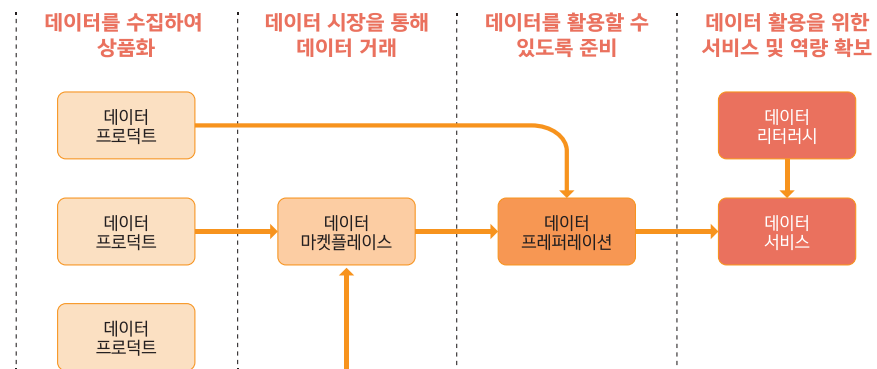 데이터를 수집하여
상품화
데이터 시장을 통해
데이터 거래
데이터를 활용할 수
있도록 준비
데이터 활용을 위한
서비스 및 역량 확보
데이터
프로덕트
데이터
리터러시
데이터
프로덕트
데이터
마켓플레이스
데이터
프레퍼레이션
데이터
서비스
데이터
프로덕트